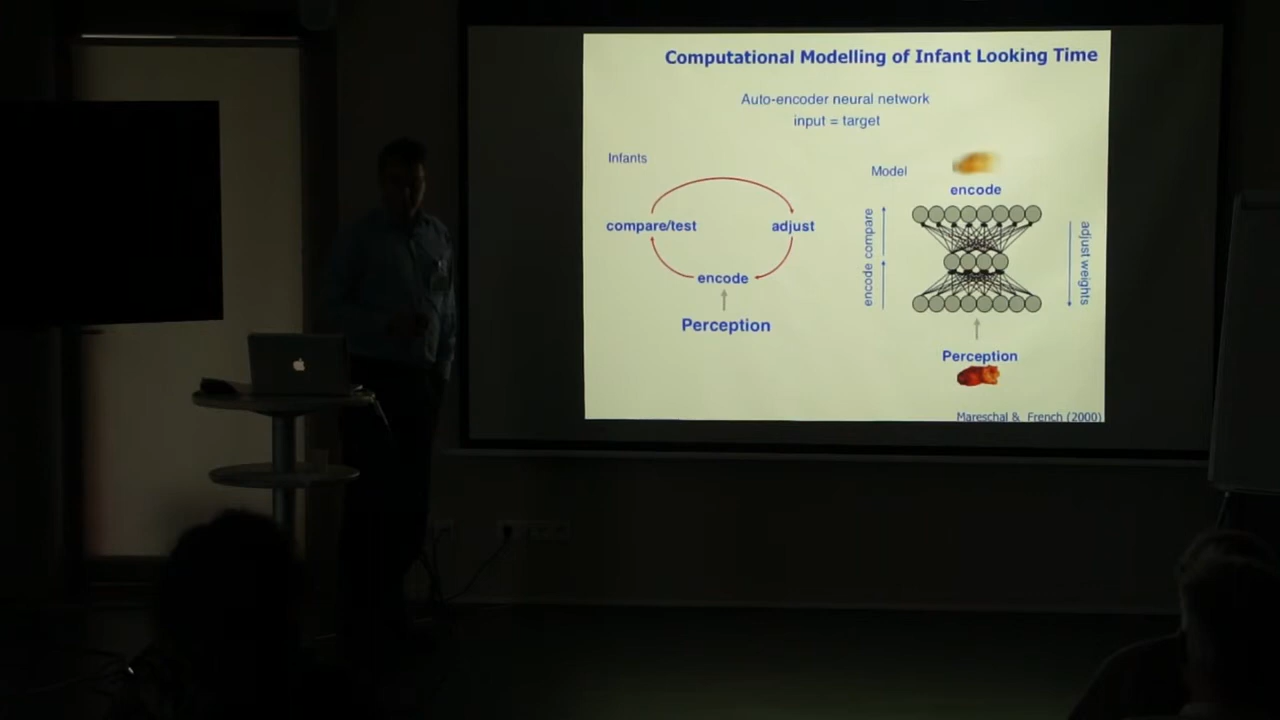 Computational Modelling of Infant Looking Time
Auto-encoder neural network
input = target
Infants
compare/test
adjust
encode
Perception
Model
encode
encode compare
adjust weights
Perception
Mareschal & French (2000)